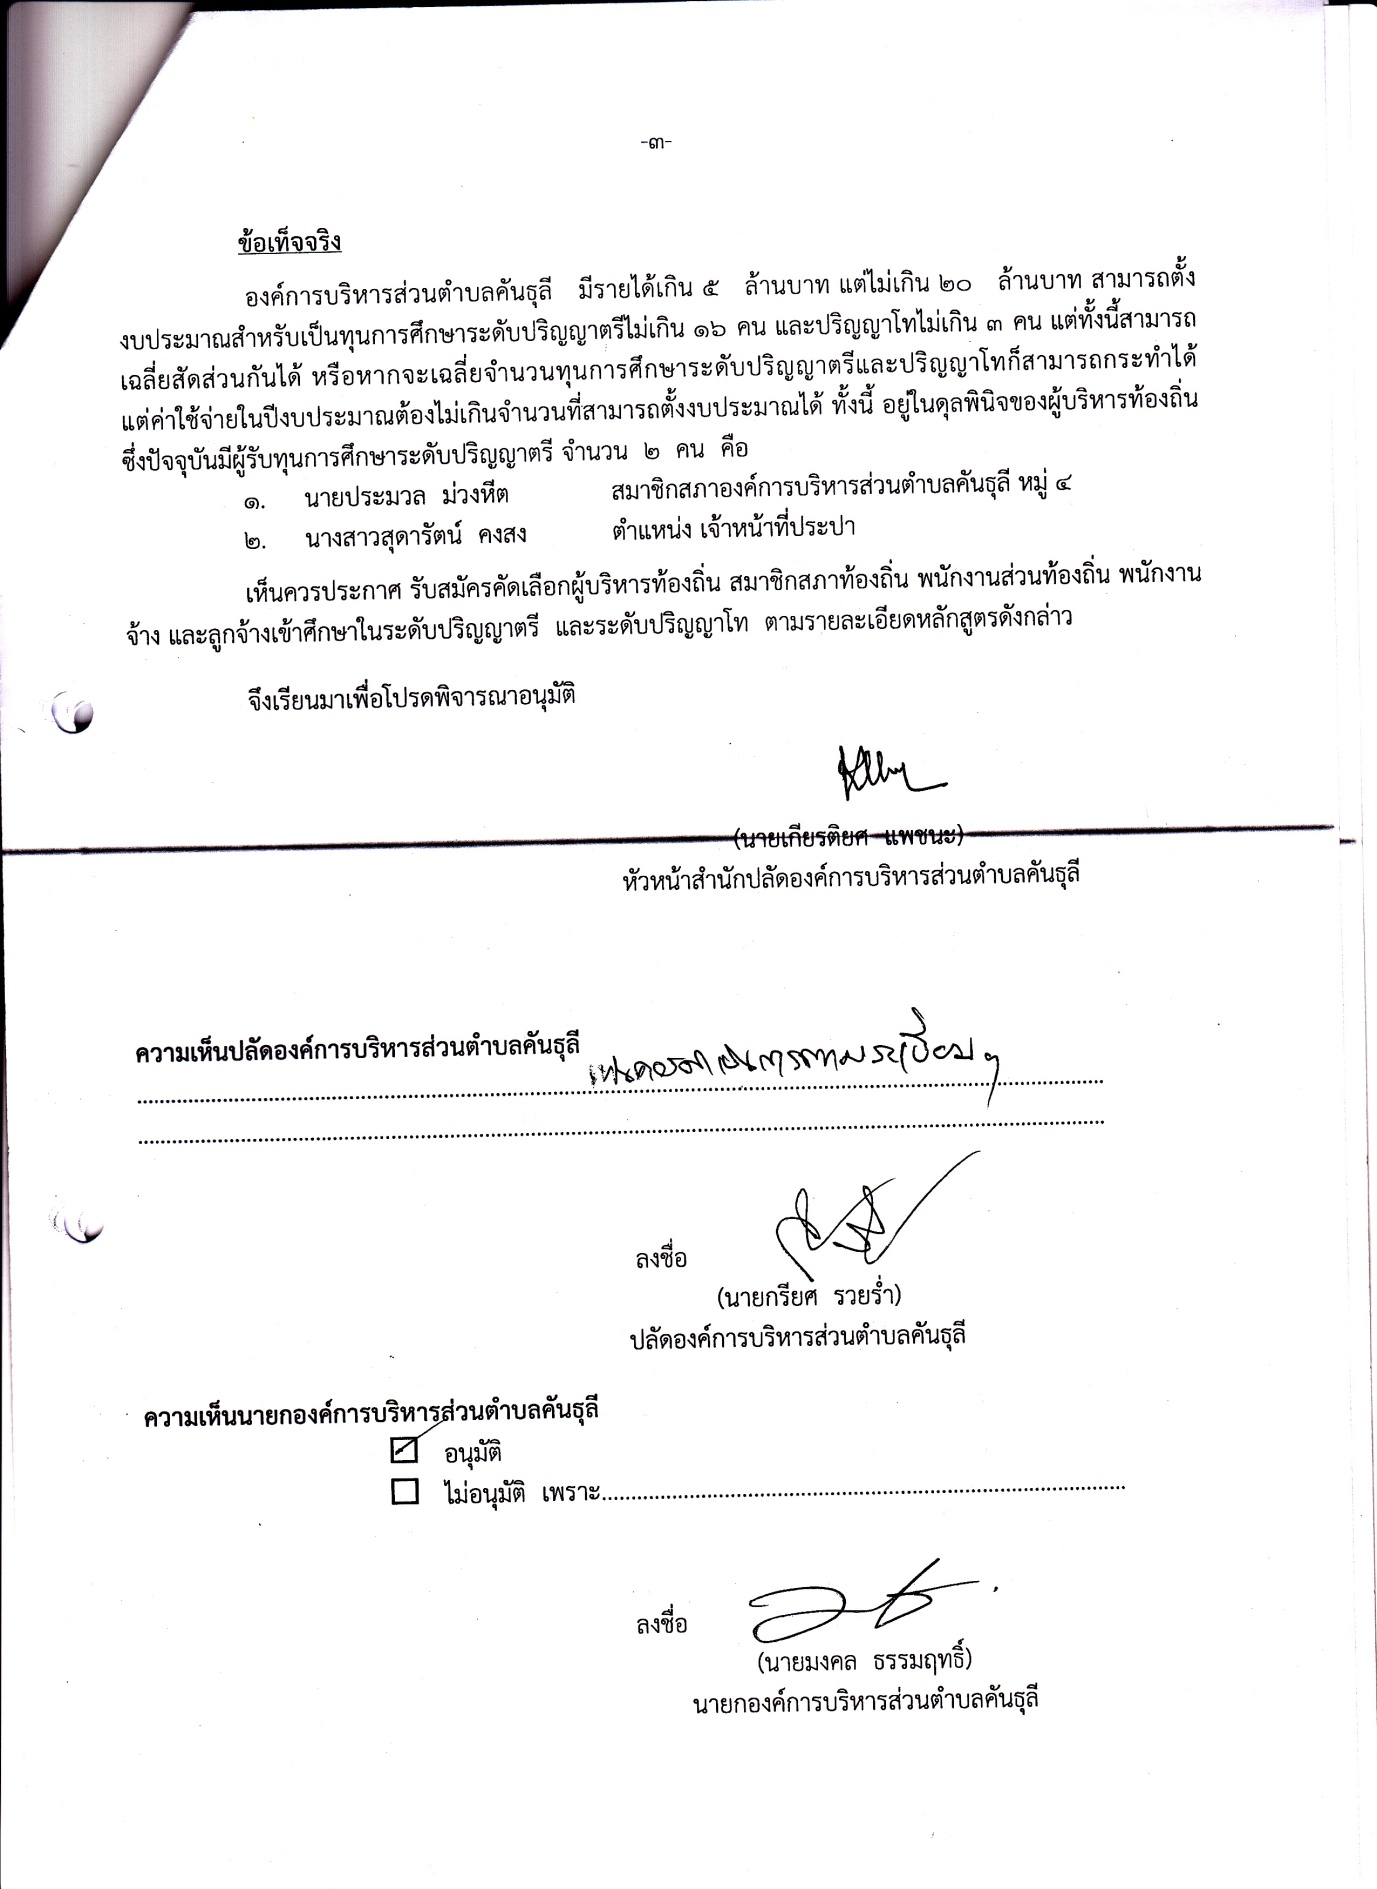 -๓-
ข้อเท็จจริง
องค์การบริหารส่วนตำบลคันธุลี มีรายได้เกิน ๕ ล้านบาท แต่ไม่เกิน ๒๐ ล้านบาท สามารถตั้ง
งบประมาณสำหรับเป็นทุนการศึกษาระดับปริญญาตรีไม่เกิน ๑๖ คน และปริญญาโทไม่เกิน ๓ คน แต่ทั้งนี้สามารถ
เฉลี่ยสัดส่วนกันได้ หรือหากจะเฉลี่ยจำนวนทุนการศึกษาระดับปริญญาตรีและปริญญาโทก็สามารถกระทำได้
แต่ค่าใช้จ่ายในปีงบประมาณต้องไม่เกินจำนวนที่สามารถตั้งงบประมาณได้ ทั้งนี้ อยู่ในดุลพินิจของผู้บริหารท้องถิ่น
ซึ่งปัจจุบันมีผู้รับทุนการศึกษาระดับปริญญาตรี จำนวน ๒ คน คือ
๑. นายประมวล ม่วงหีต สมาชิกสภาองค์การบริหารส่วนตำบลคันธุลี หมู่ ๔
๒. นางสาวสุดารัตน์ คงสง ตำแหน่ง เจ้าหน้าที่ประปา
เห็นควรประกาศ รับสมัครคัดเลือกผู้บริหารท้องถิ่น สมาชิกสภาท้องถิ่น พนักงานส่วนท้องถิ่น พนักงาน
จ้าง และลูกจ้างเข้าศึกษาในระดับปริญญาตรี และระดับปริญญาโท ตามรายละเอียดหลักสูตรดังกล่าว
จึงเรียนมาเพื่อโปรดพิจารณาอนุมัติ
(นายเกียรติยศ แพชนะ)
หัวหน้าสำนักปลัดองค์การบริหารส่วนตำบลคันธุลี
ความเห็นปลัดองค์การบริหารส่วนตำบลคันธุลี
ลงชื่อ
(นายกรียศ รวยร่ำ)
ปลัดองค์การบริหารส่วนตำบลคันธุลี
ความเห็นนายกองค์การบริหารส่วนตำบลคันธุลี
อนุมัติ
ไม่อนุมัติ เพราะ
ลงชื่อ
(นายมงคล ธรรมฤทธิ์)
นายกองค์การบริหารส่วนตำบลคันธุลี